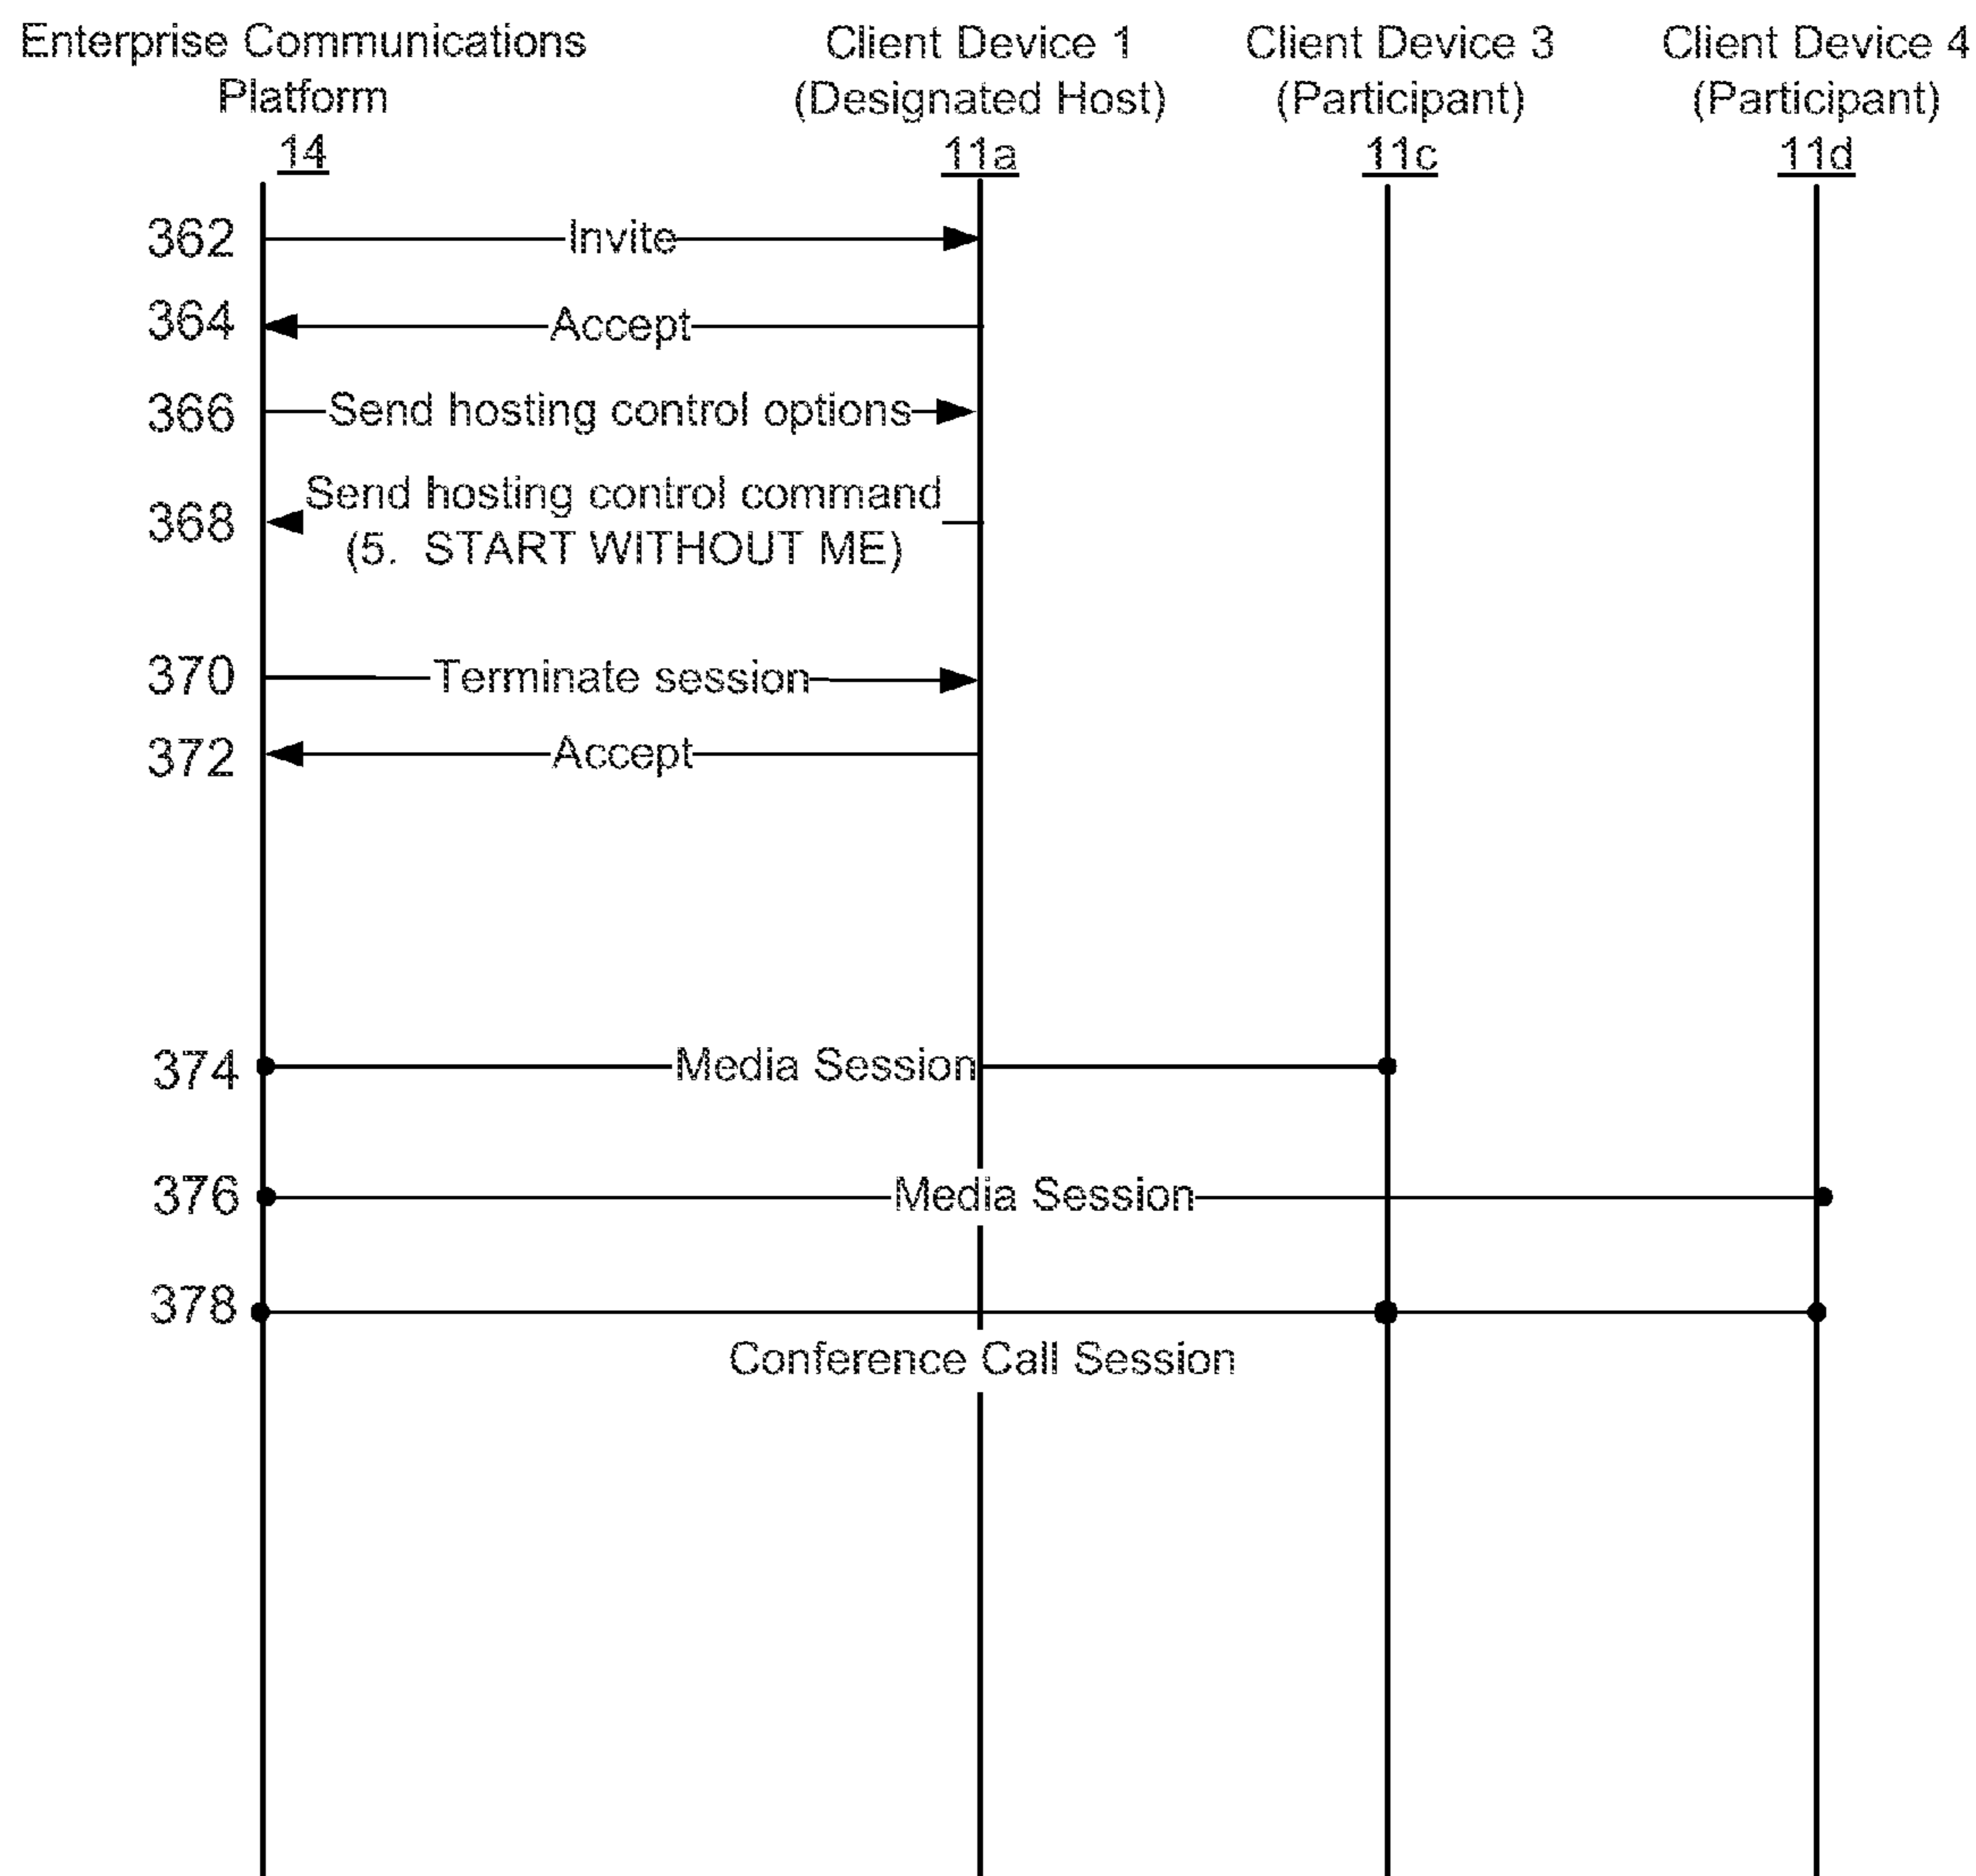 Enterprise Communications
Platform
14
Client Device 1
(Designated Host)
11a
Client Device 3
(Participant)
11c
Client Device 4
(Participant)
11d
362 Invite
364 Accept
366 Send hosting control options
368 Send hosting control command
(5. START WITHOUT ME)
370 Terminate session
372 Accept
374 Media Session
376 Media Session
378
Conference Call Session